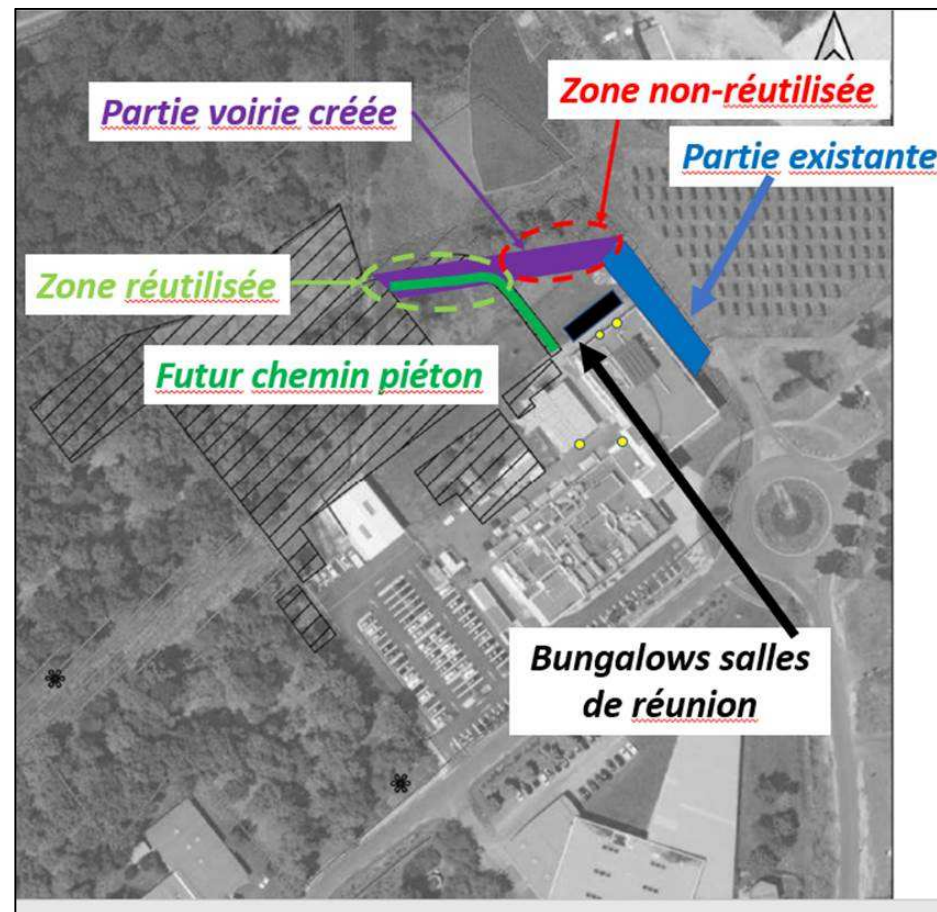 Zone non-réutilisée
Partie voirie créée
Partie existante
Zone réutilisée
Futur chemin piéton
Bungalows salles
de réunion